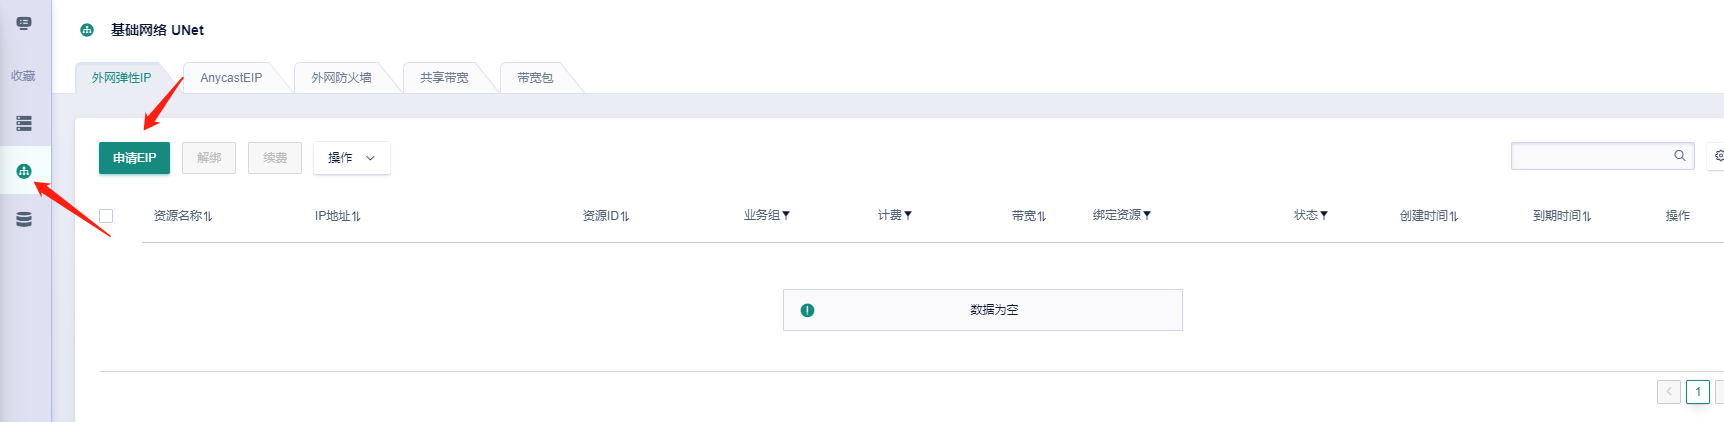 基础网络 UNet
收藏
外网弹性IP AnycastEIP 外网防火墙 共享带宽 带宽包
申请EIP 解绑 续费 操作
资源名称 IP地址 资源ID 业务组 计费 带宽 绑定资源 状态 创建时间 到期时间 操作
数据为空
1